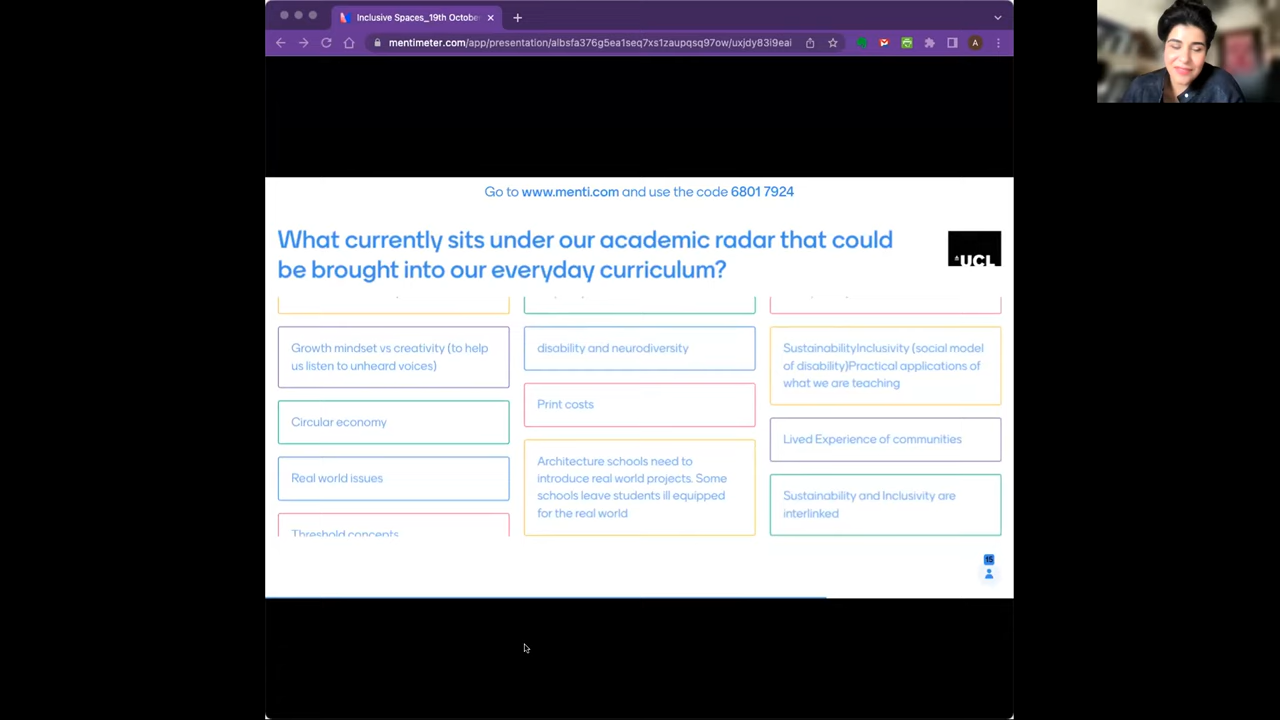 Inclusive Spaces_19th October
mentimeter.com/app/presentation/albsfa376g5ea1seq7xs1zaupqsq97ow/uxjdy83i9eai
A
Go to www.menti.com and use the code 6801 7924
What currently sits under our academic radar that could
be brought into our everyday curriculum?
UCL
Growth mindset vs creativity (to help
us listen to unheard voices)
Circular economy
Real world issues
Threshold concepts
disability and neurodiversity
Print costs
Architecture schools need to
introduce real world projects. Some
schools leave students ill equipped
for the real world
SustainabilityInclusivity (social model
of disability)Practical applications of
what we are teaching
Lived Experience of communities
Sustainability and Inclusivity are
interlinked
15